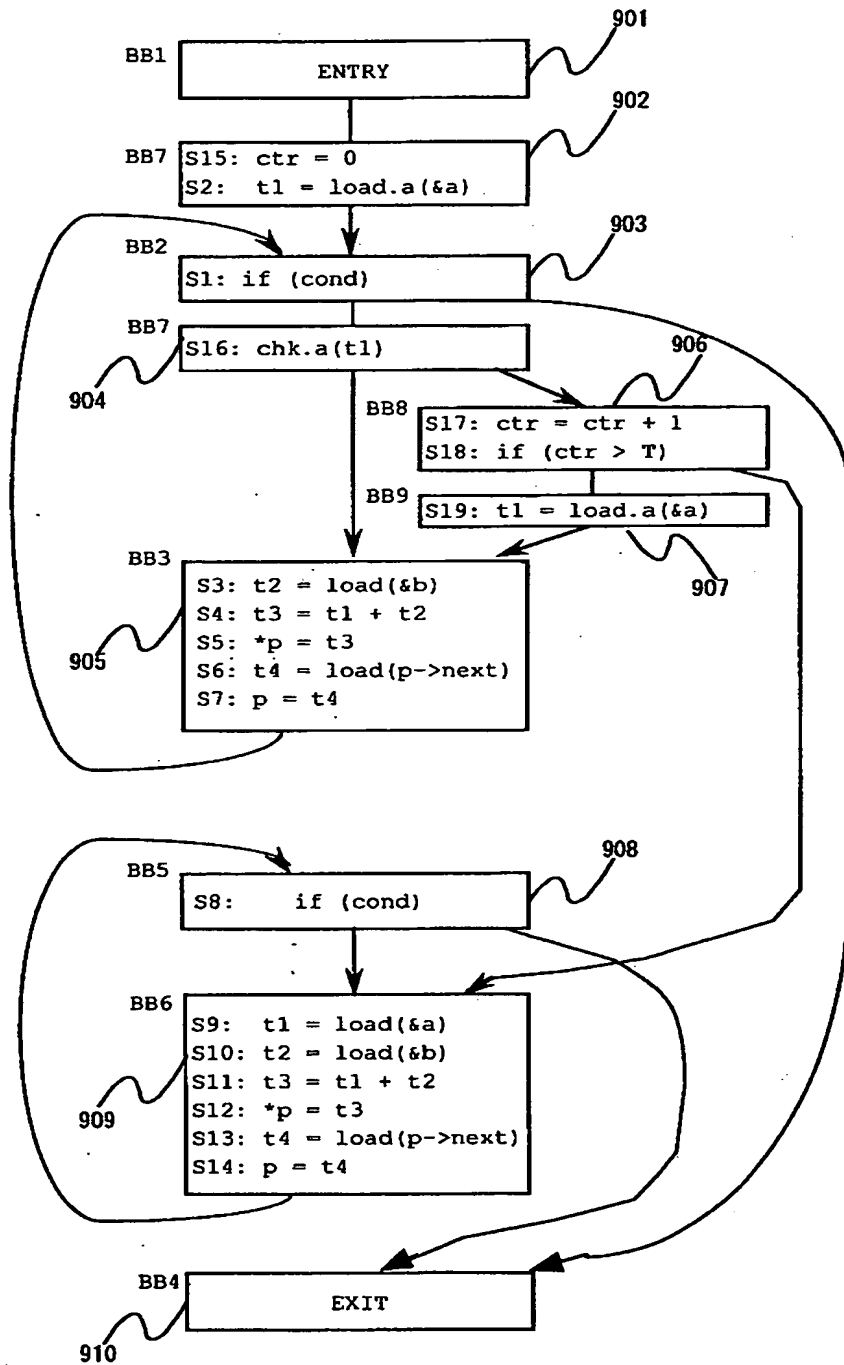 901
BB1
ENTRY
902
BB7
S15: ctr = 0
S2: t1 = load.a(&a)
903
BB2
S1: if (cond)
BB7
S16: chk.a(t1)
904
906
BB8
S17: ctr = ctr + 1
S18: if (ctr > T)
BB9
S19: t1 = load.a(&a)
907
BB3
S3: t2 = load(&b)
S4: t3 = t1 + t2
S5: *p = t3
S6: t4 = load(p->next)
S7: p = t4
905
908
BB5
S8: if (cond)
BB6
S9: t1 = load(&a)
S10: t2 = load(&b)
S11: t3 = t1 + t2
S12: *p = t3
S13: t4 = load(p->next)
S14: p = t4
909
BB4
EXIT
910